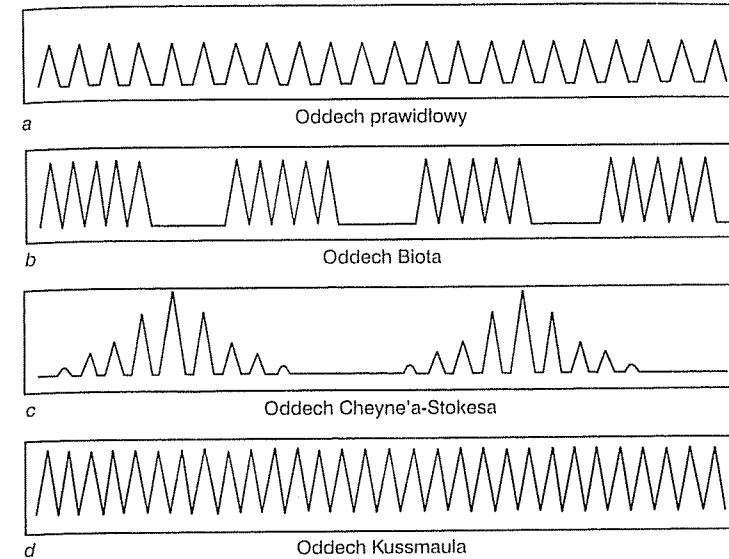 a
Oddech prawidłowy
b
Oddech Biota
c
Oddech Cheyne'a-Stokesa
d
Oddech Kussmaula